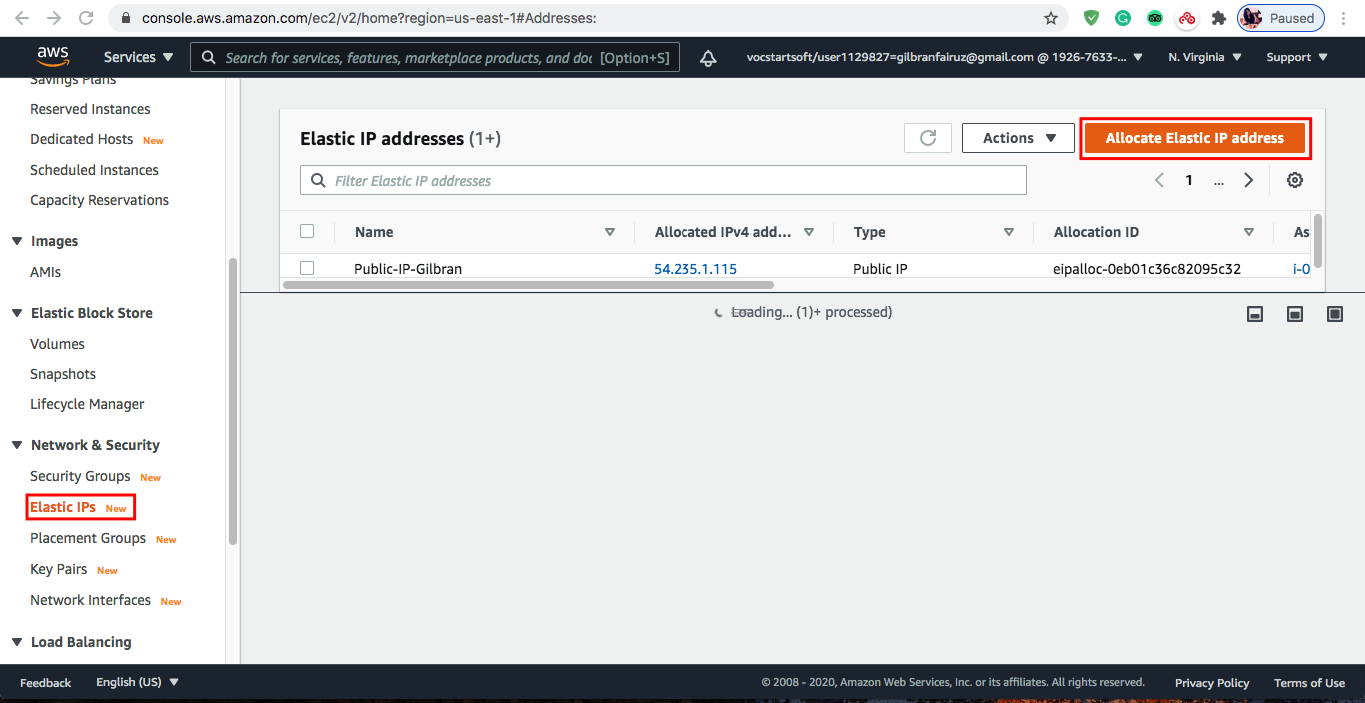 console.aws.amazon.com/ec2/v2/home?region=us-east-1#Addresses:
Paused
aws
Services
Search for services, features, marketplace products, and doc [Option+S]
vocstartsoft/user1129827=gilbranfairuz@gmail.com @ 1926-7633-...
N. Virginia
Support
Savings Plans
Reserved Instances
Dedicated Hosts New
Scheduled Instances
Capacity Reservations
Images
AMIs
Elastic Block Store
Volumes
Snapshots
Lifecycle Manager
Network & Security
Security Groups New
Elastic IPs New
Placement Groups New
Key Pairs New
Network Interfaces New
Load Balancing
Elastic IP addresses (1+)
Actions
Allocate Elastic IP address
Filter Elastic IP addresses
1 ...
Name Allocated IPv4 add... Type Allocation ID As
Public-IP-Gilbran 54.235.1.115 Public IP eipalloc-0eb01c36c82095c32 i-0
Loading... (1)+ processed)
Feedback
English (US)
© 2008 - 2020, Amazon Web Services, Inc. or its affiliates. All rights reserved.
Privacy Policy
Terms of Use